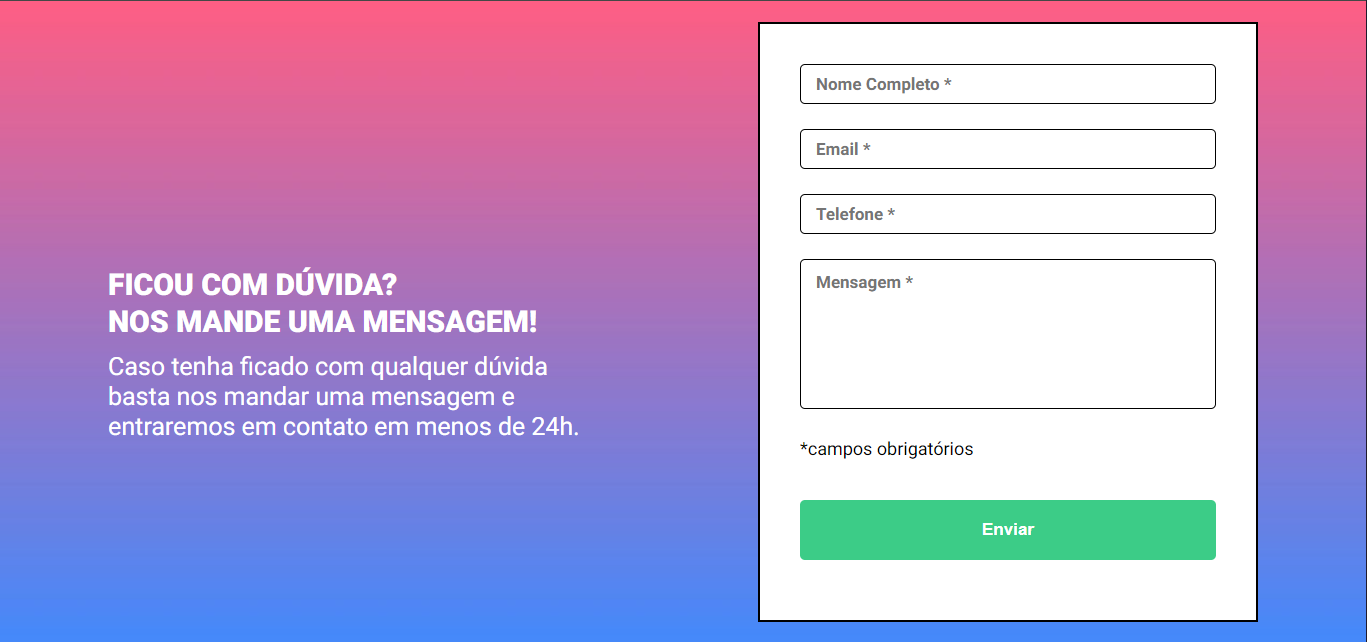 FICOU COM DÚVIDA?
NOS MANDE UMA MENSAGEM!
Caso tenha ficado com qualquer dúvida
basta nos mandar uma mensagem e
entraremos em contato em menos de 24h.
Nome Completo *
Email *
Telefone *
Mensagem *
*campos obrigatórios
Enviar